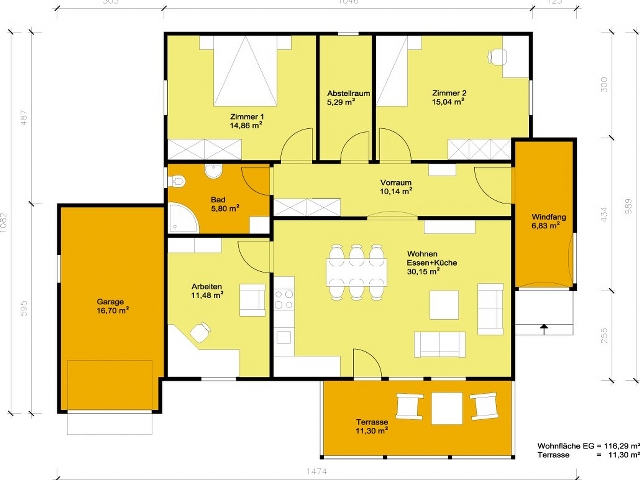 505
1046
123
Zimmer 1
14,86 m²
Abstellraum
5,29 m²
Zimmer 2
15,04 m²
Vorraum
10,14 m²
Bad
5,80 m²
Windfang
6,83 m²
Wohnen
Essen+Küche
30,15 m²
Arbeiten
11,48 m²
Garage
16,70 m²
Terrasse
11,30 m²
487
595
1082
300
434
255
989
1474
Wohnfläche EG = 116,29 m²
Terrasse = 11,30 m²